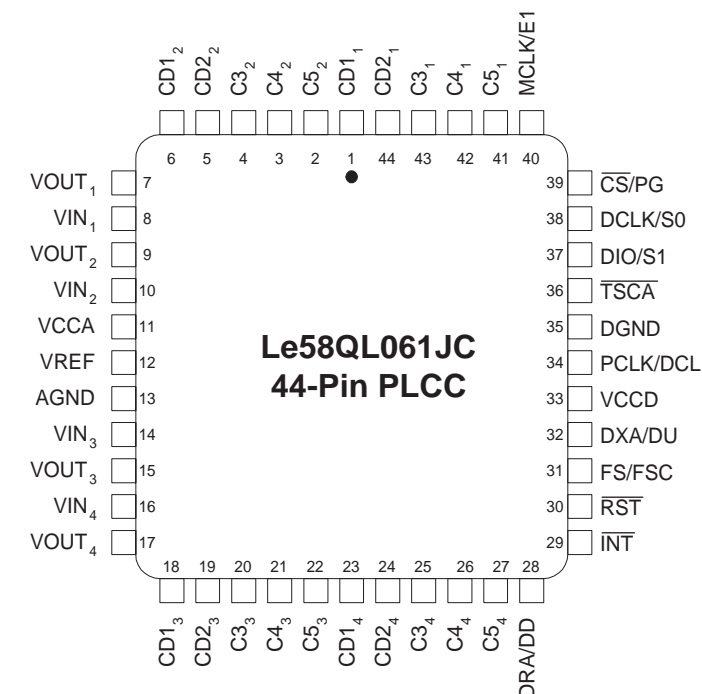 CD1₂ CD2₂ C3₂ C4₂ C5₂ CD1₁ CD2₁ C3₁ C4₁ C5₁ MCLK/E1
6 5 4 3 2 1 44 43 42 41 40
VOUT₁ 7 39 C̅S̅/PG
VIN₁ 8 38 DCLK/S0
VOUT₂ 9 37 DIO/S1
VIN₂ 10 36 T̅S̅C̅A̅
VCCA 11 35 DGND
VREF 12 34 PCLK/DCL
AGND 13 33 VCCD
VIN₃ 14 32 DXA/DU
VOUT₃ 15 31 FS/FSC
VIN₄ 16 30 R̅S̅T̅
VOUT₄ 17 29 I̅N̅T̅
Le58QL061JC
44-Pin PLCC
18 19 20 21 22 23 24 25 26 27 28
CD1₃ CD2₃ C3₃ C4₃ C5₃ CD1₄ CD2₄ C3₄ C4₄ C5₄ DRA/DD